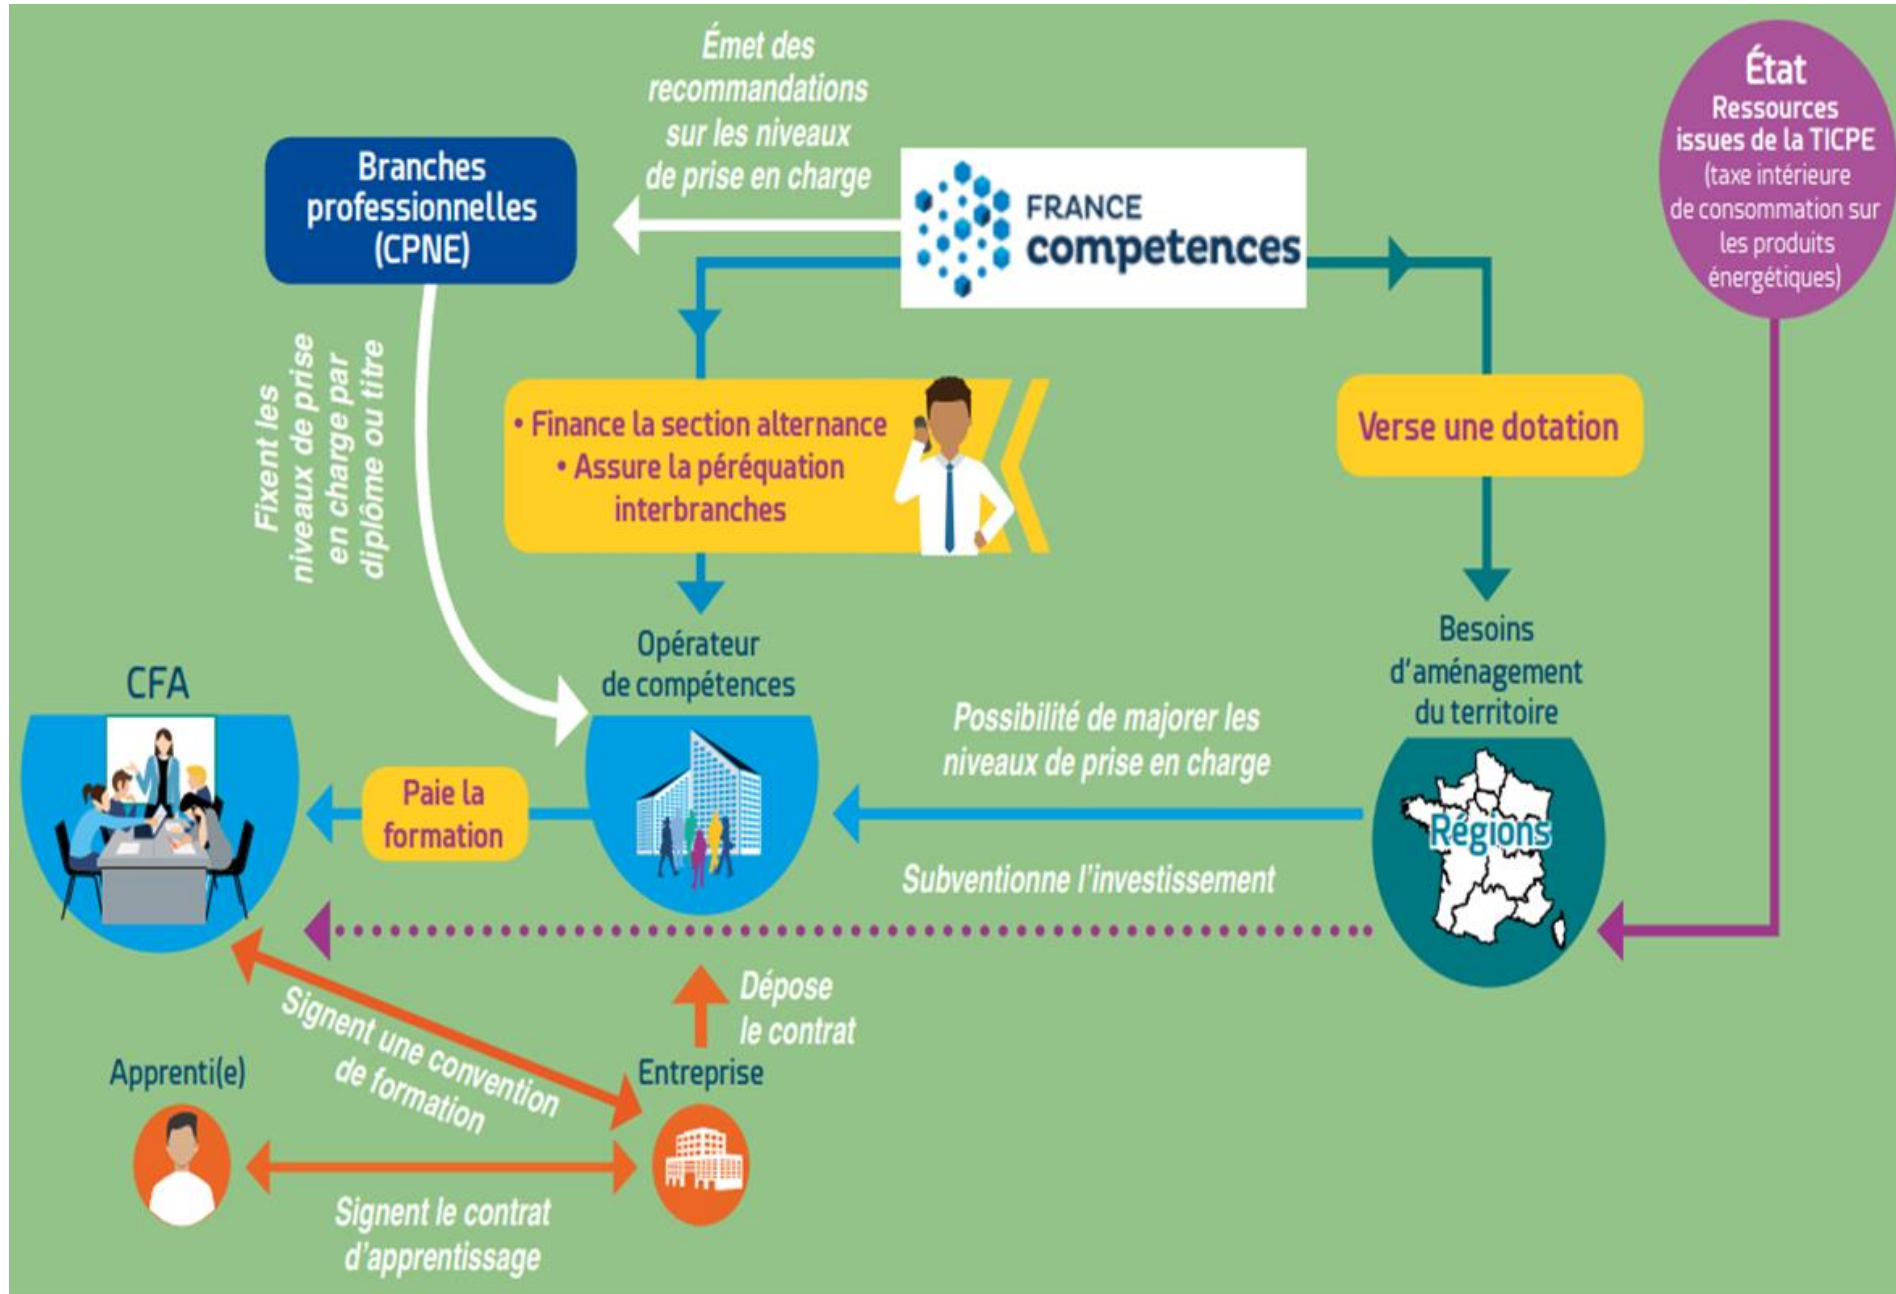 Émet des
recommandations
sur les niveaux
de prise en charge
État
Ressources
issues de la TICPE
(taxe intérieure
de consommation sur
les produits
énergétiques)
Branches
professionnelles
(CPNE)
FRANCE
competences
Fixent les
niveaux de prise
en charge par
diplôme ou titre
• Finance la section alternance
• Assure la péréquation
interbranches
Verse une dotation
Opérateur
de compétences
Besoins
d'aménagement
du territoire
CFA
Possibilité de majorer les
niveaux de prise en charge
Paie la
formation
Régions
Subventionne l'investissement
Signent une convention
de formation
Dépose
le contrat
Apprenti(e)
Entreprise
Signent le contrat
d'apprentissage